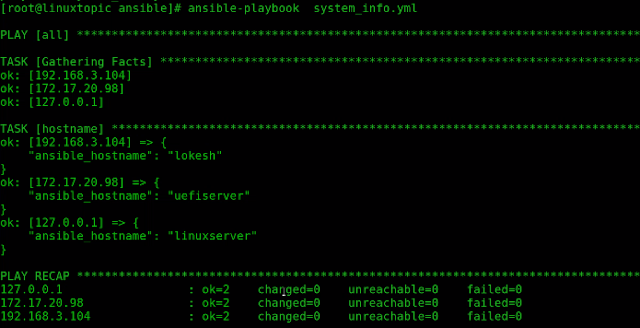 [root@linuxtopic ansible]# ansible-playbook  system_info.yml
PLAY [all] *********************************************************************
TASK [Gathering Facts] *********************************************************
ok: [192.168.3.104]
ok: [172.17.20.98]
ok: [127.0.0.1]
TASK [hostname] ****************************************************************
ok: [192.168.3.104] => {
    "ansible_hostname": "lokesh"
}
ok: [172.17.20.98] => {
    "ansible_hostname": "uefiserver"
}
ok: [127.0.0.1] => {
    "ansible_hostname": "linuxserver"
}
PLAY RECAP *********************************************************************
127.0.0.1                  : ok=2    changed=0    unreachable=0    failed=0
172.17.20.98               : ok=2    changed=0    unreachable=0    failed=0
192.168.3.104              : ok=2    changed=0    unreachable=0    failed=0